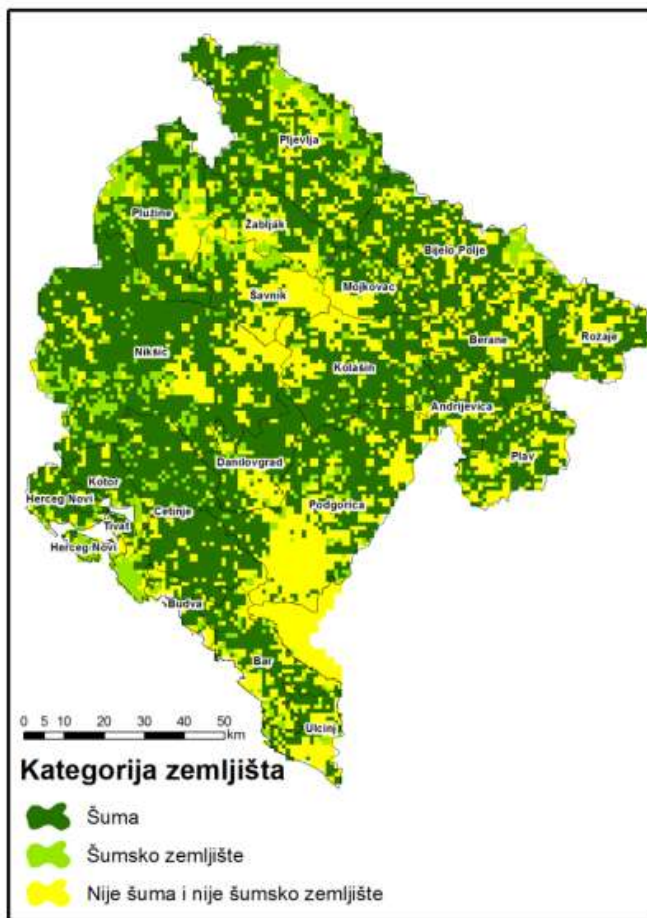 Pljevlja
Plužine
Žabljak
Bijelo Polje
Šavnik
Mojkovac
Nikšic
Berane
Rožaje
Kolašin
Andrijevica
Danilovgrad
Plav
Kotor
Herceg Novi
Podgorica
Cetinje
Tivat
Herceg Novi
Budva
Bar
Ulcinj
0 5 10 20 30 40 50
km
Kategorija zemljišta
Šuma
Šumsko zemljište
Nije šuma i nije šumsko zemljište